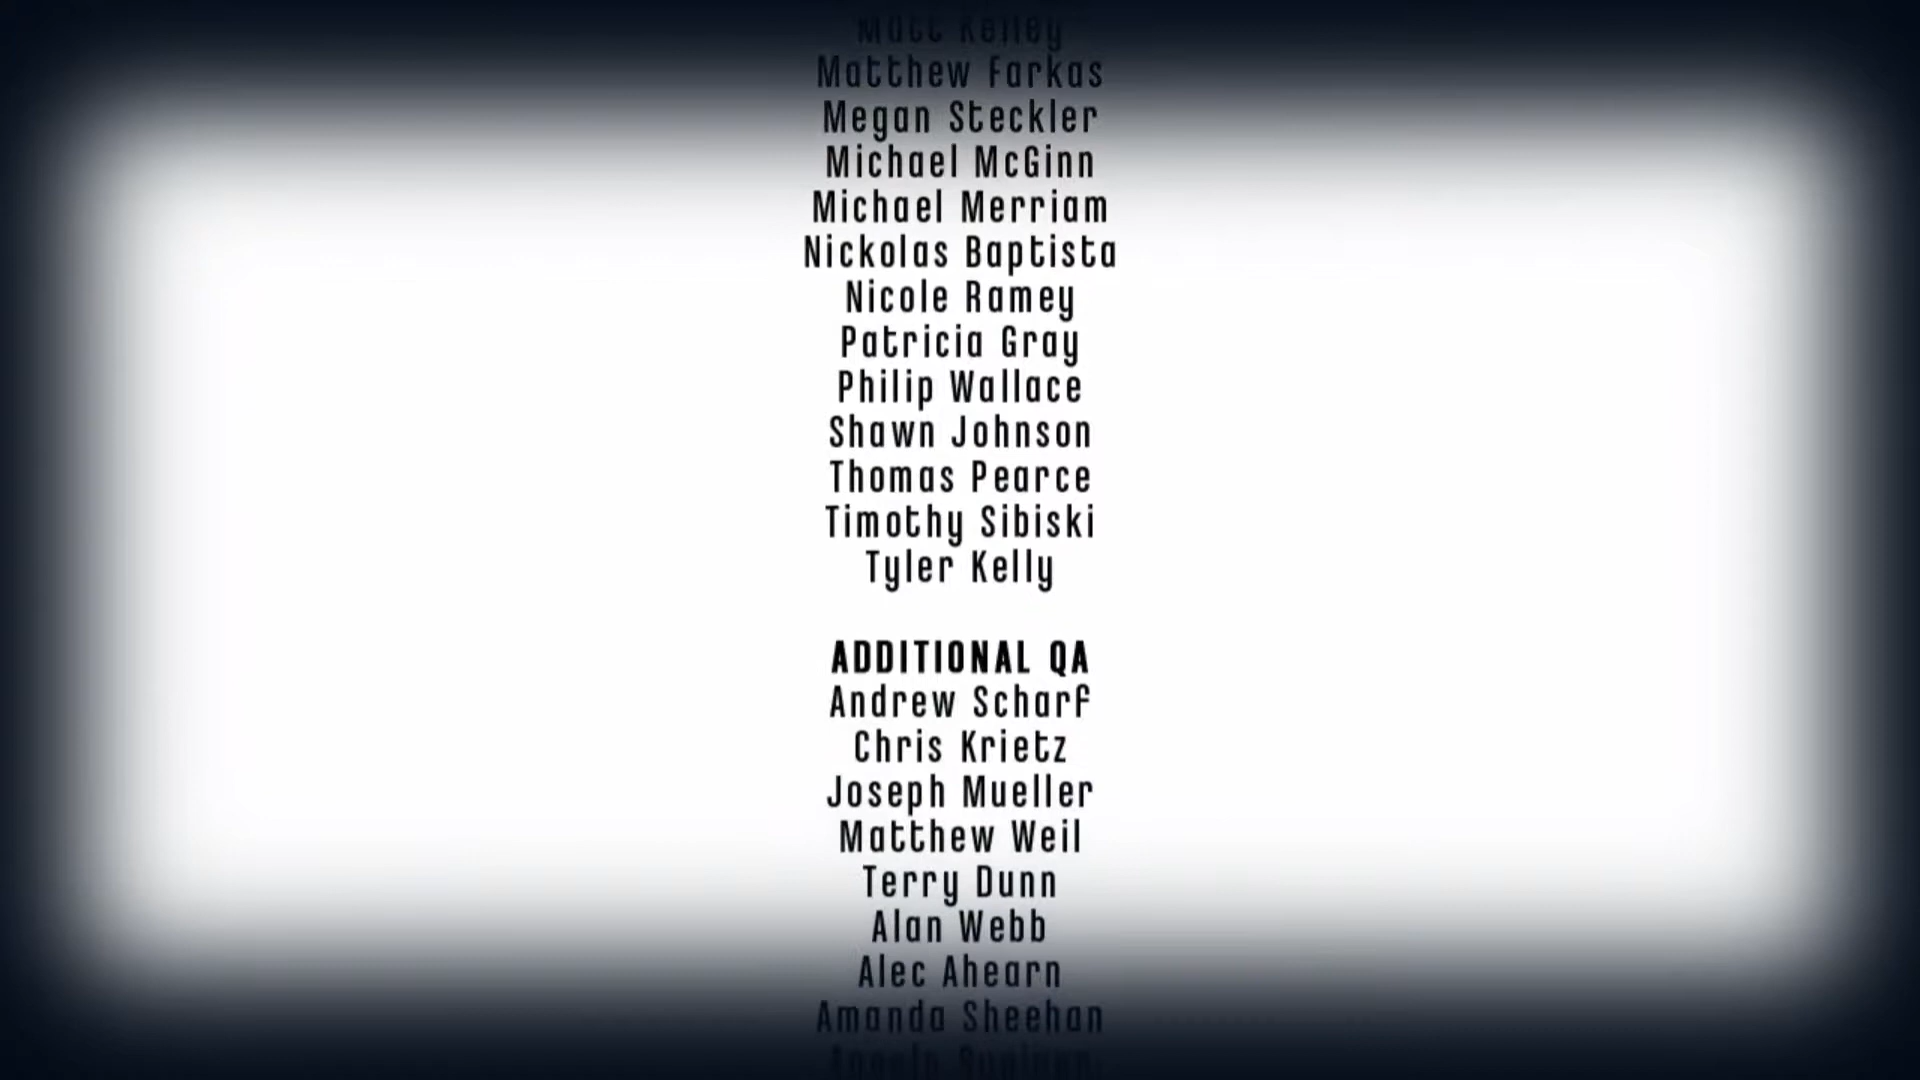 Matt Kelley
Matthew Farkas
Megan Steckler
Michael McGinn
Michael Merriam
Nickolas Baptista
Nicole Ramey
Patricia Gray
Philip Wallace
Shawn Johnson
Thomas Pearce
Timothy Sibiski
Tyler Kelly
ADDITIONAL QA
Andrew Scharf
Chris Krietz
Joseph Mueller
Matthew Weil
Terry Dunn
Alan Webb
Alec Ahearn
Amanda Sheehan